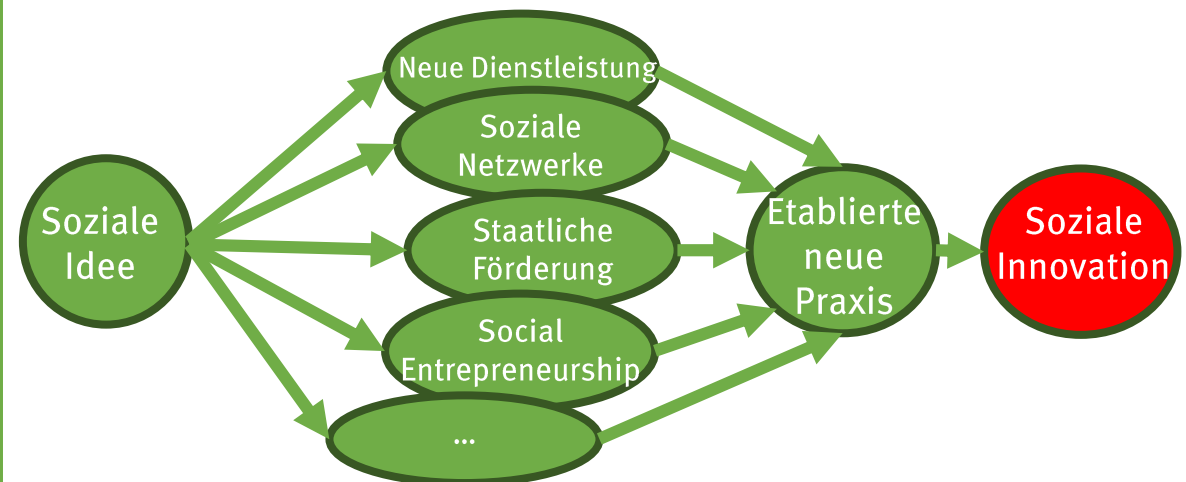 Soziale
Idee
Neue Dienstleistung
Soziale
Netzwerke
Staatliche
Förderung
Social
Entrepreneurship
...
Etablierte
neue
Praxis
Soziale
Innovation